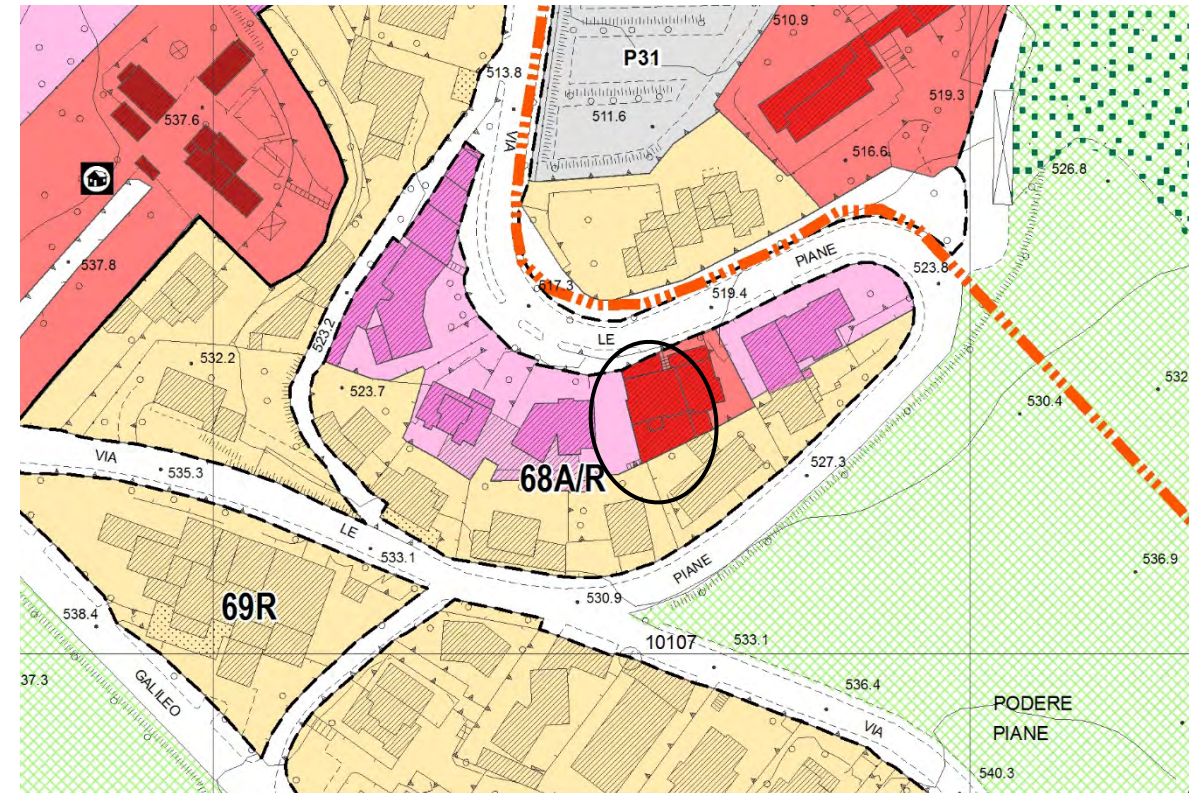 510.9
P31
513.8
519.3
VIA
511.6
537.6
516.6
526.8
537.8
PIANE
523.8
517.3
519.4
523.2
LE
532.2
532
523.7
530.4
68A/R
VIA
535.3
527.3
LE
533.1
PIANE
536.9
69R
530.9
538.4
10107
533.1
37.3
GALILEO
536.4
VIA
PODERE
PIANE
540.3